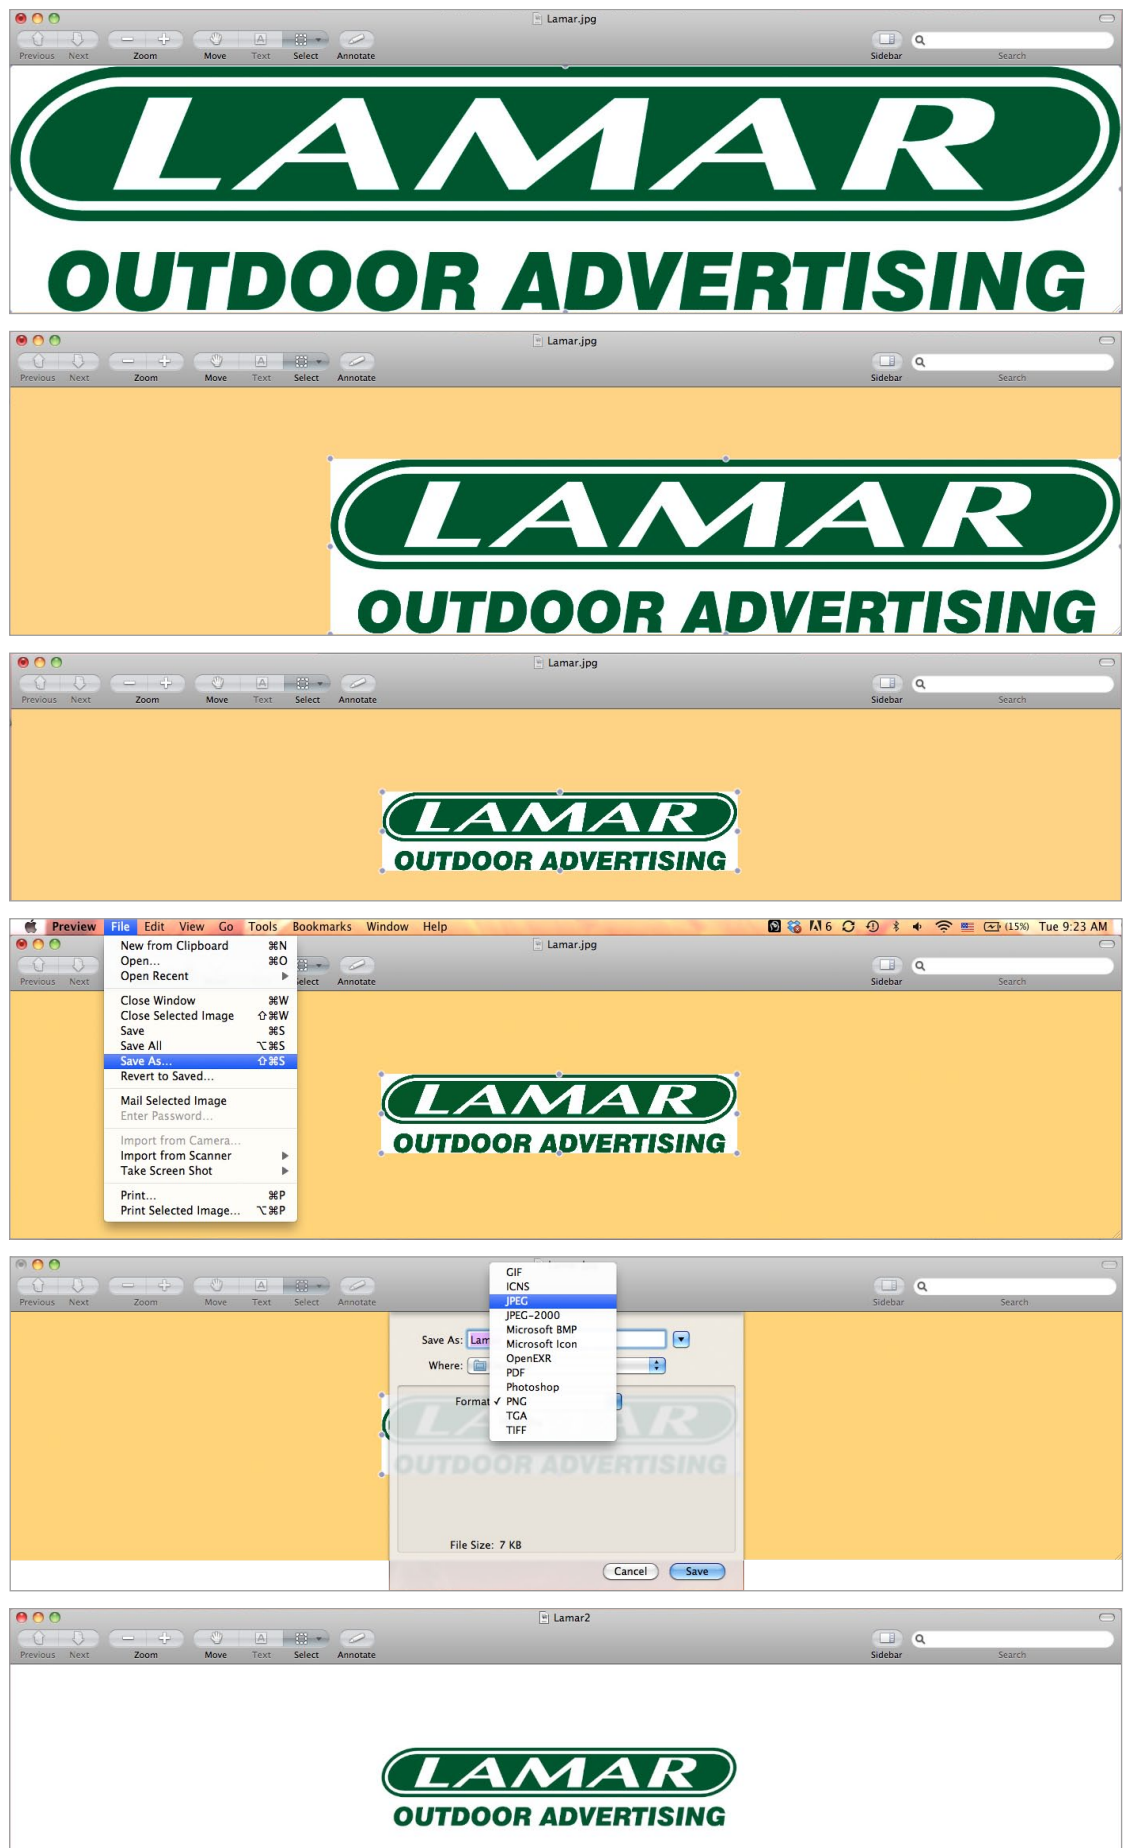 Lamar.jpg
Previous Next Zoom Move Text Select Annotate Sidebar Search
LAMAR
OUTDOOR ADVERTISING
Lamar.jpg
Previous Next Zoom Move Text Select Annotate Sidebar Search
LAMAR
OUTDOOR ADVERTISING
Lamar.jpg
Previous Next Zoom Move Text Select Annotate Sidebar Search
LAMAR
OUTDOOR ADVERTISING
Preview File Edit View Go Tools Bookmarks Window Help 6 (15%) Tue 9:23 AM
Lamar.jpg
Previous Next Select Annotate Sidebar Search
New from Clipboard ⌘N
Open... ⌘O
Open Recent ▶
Close Window ⌘W
Close Selected Image ⇧⌘W
Save ⌘S
Save All ⌥⌘S
Save As... ⇧⌘S
Revert to Saved...
Mail Selected Image
Enter Password...
Import from Camera...
Import from Scanner ▶
Take Screen Shot ▶
Print... ⌘P
Print Selected Image... ⌥⌘P
LAMAR
OUTDOOR ADVERTISING
Previous Next Zoom Move Text Select Annotate Sidebar Search
GIF
ICNS
JPEG
JPEG-2000
Microsoft BMP
Microsoft Icon
OpenEXR
PDF
Photoshop
✓ PNG
TGA
TIFF
Save As: Lam
Where:
Format
LAMAR
OUTDOOR ADVERTISING
File Size: 7 KB
Cancel Save
Lamar2
Previous Next Zoom Move Text Select Annotate Sidebar Search
LAMAR
OUTDOOR ADVERTISING